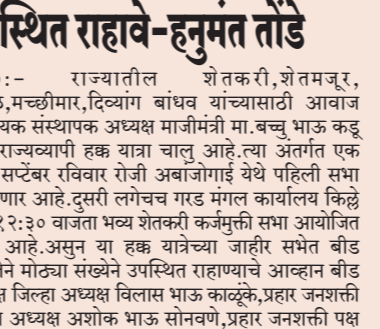 स्थित राहावे-हनुमंत तोंडे
:- राज्यातील शेतकरी,शेतमजूर,
,मच्छीमार,दिव्यांग बांधव यांच्यासाठी आवाज
यक संस्थापक अध्यक्ष माजीमंत्री मा.बच्चु भाऊ कडू
राज्यव्यापी हक्क यात्रा चालु आहे.त्या अंतर्गत एक
सप्टेंबर रविवार रोजी अबांजोगाई येथे पहिली सभा
णार आहे.दुसरी लगेचच गरड मंगल कार्यालय किल्ले
१२:३० वाजता भव्य शेतकरी कर्जमुक्ती सभा आयोजित
आहे.असुन या हक्क यात्रेच्या जाहीर सभेत बीड
तेने मोठ्या संख्येने उपस्थित राहाण्याचे आव्हान बीड
जिल्हा अध्यक्ष विलास भाऊ काळूंके,प्रहार जनशक्ती
अध्यक्ष अशोक भाऊ सोनवणे,प्रहार जनशक्ती पक्ष